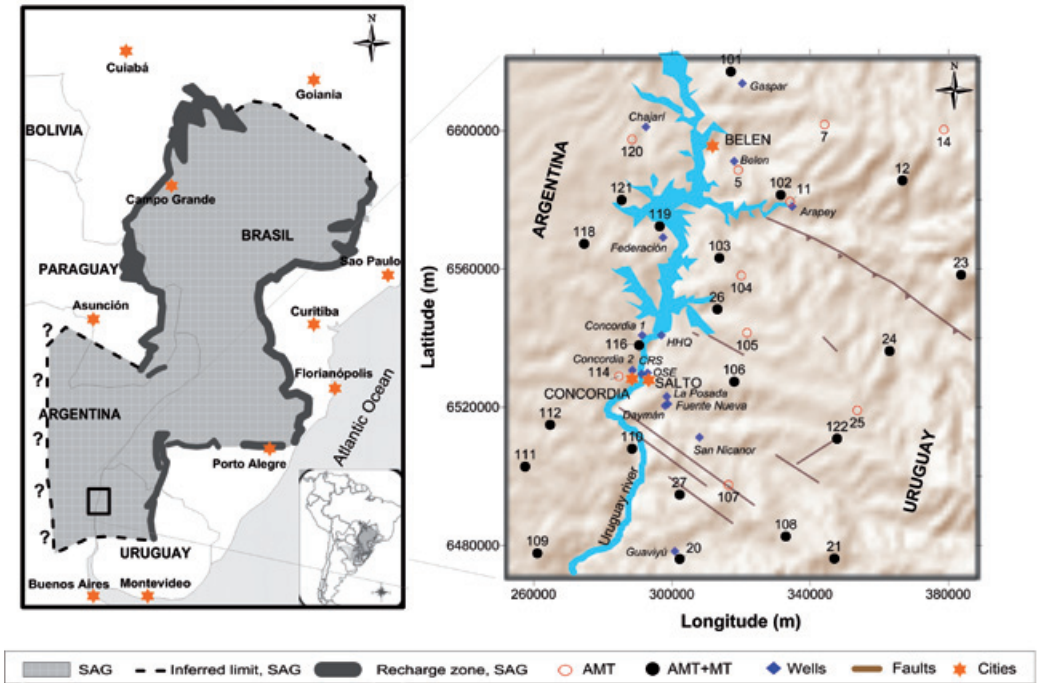 N
Cuiabá
Goiania
BOLIVIA
Campo Grande
BRASIL
PARAGUAY
Sao Paulo
Asunción
Curitiba
?
?
Florianópolis
ARGENTINA
?
Atlantic Ocean
Porto Alegre
?
?
URUGUAY
Buenos Aires
Montevideo
Latitude (m)
6600000
6560000
6520000
6480000
101
N
Gaspar
Chajarí
7
14
BELEN
120
ARGENTINA
Belen
5
12
102
11
121
Arapey
119
118
Federación
103
23
104
26
Concordia 1
HHQ
105
116
24
Concordia 2
CRS
114
OSE
106
SALTO
CONCORDIA
La Posada
Fuente Nueva
Daymán
25
112
122
110
San Nicanor
111
URUGUAY
27
107
Uruguay river
108
109
Guaviyú
20
21
260000
300000
340000
380000
Longitude (m)
SAG
Inferred limit, SAG
Recharge zone, SAG
AMT
AMT+MT
Wells
Faults
Cities